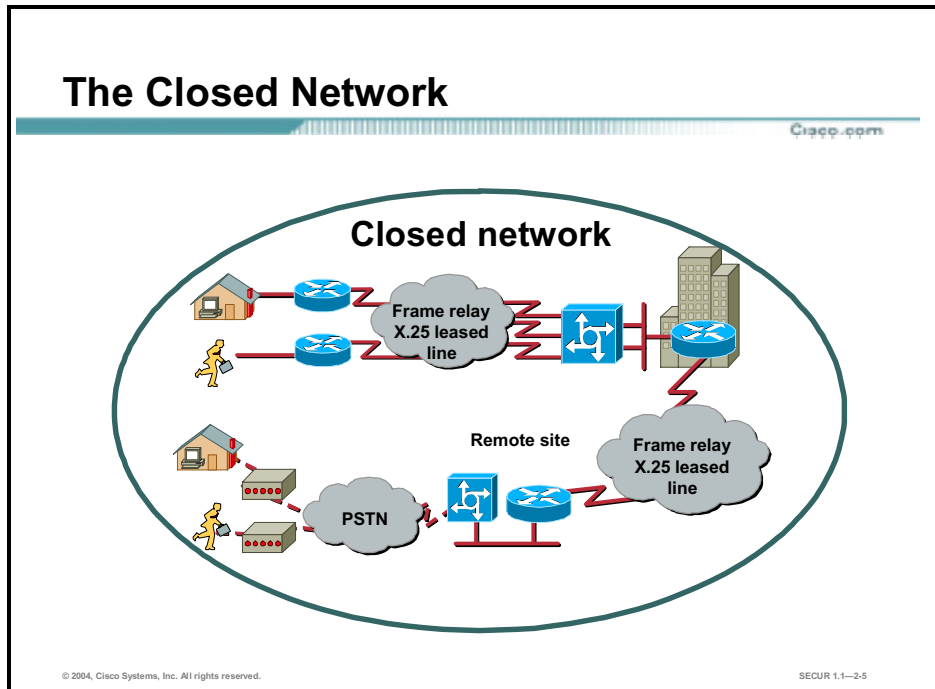 The Closed Network
Cisco.com
Closed network
Frame relay
X.25 leased
line
Remote site
Frame relay
X.25 leased
line
PSTN
© 2004, Cisco Systems, Inc. All rights reserved.
SECUR 1.1—2-5